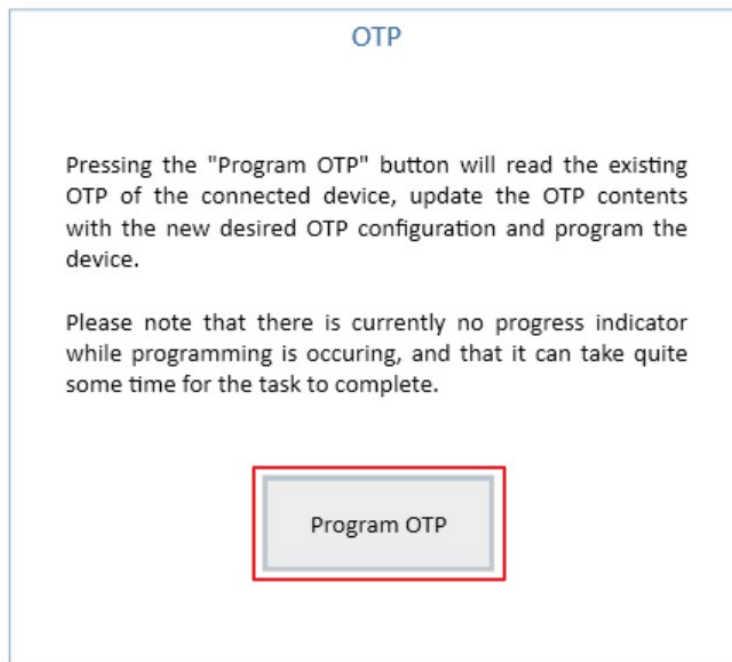 OTP
Pressing the "Program OTP" button will read the existing
OTP of the connected device, update the OTP contents
with the new desired OTP configuration and program the
device.
Please note that there is currently no progress indicator
while programming is occuring, and that it can take quite
some time for the task to complete.
Program OTP